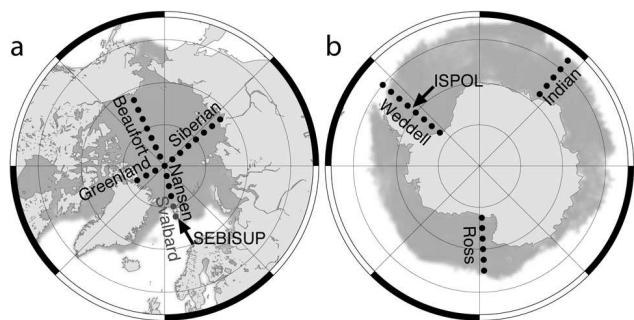 a
b
Beaufort
Siberian
Greenland
Nansen
Svalbard
SEBISUP
ISPOL
Weddell
Indian
Ross